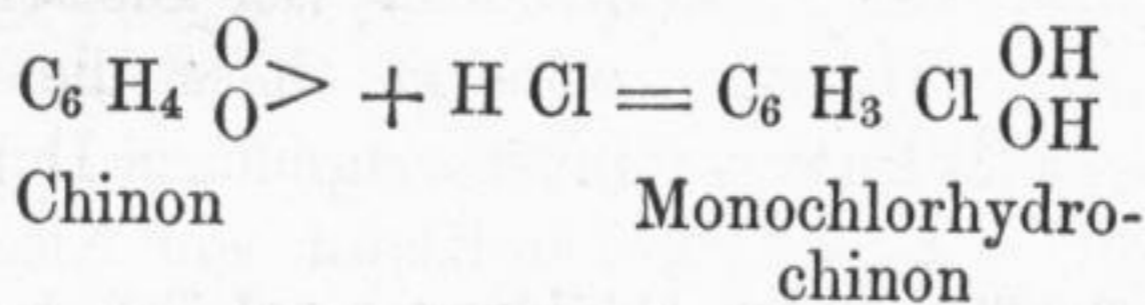 C₆ H₄ O O > + H Cl = C₆ H₃ Cl OH OH
Chinon Monochlorhydro-
chinon